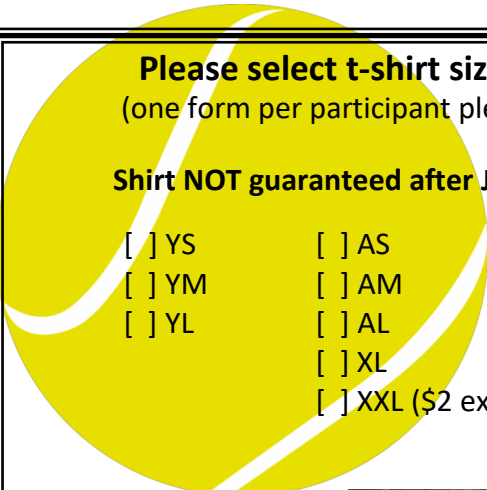 Please select t-shirt siz
(one form per participant ple
Shirt NOT guaranteed after J
[ ] YS [ ] AS
[ ] YM [ ] AM
[ ] YL [ ] AL
[ ] XL
[ ] XXL ($2 ex